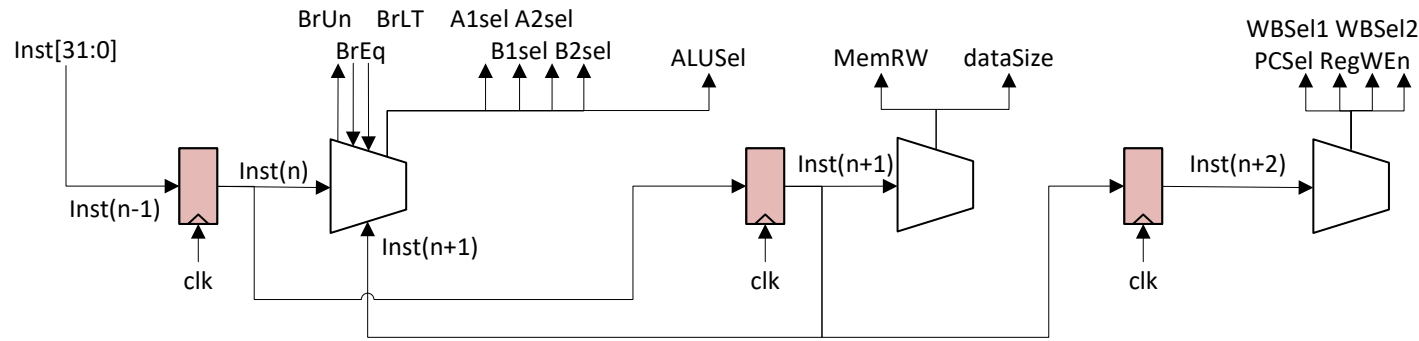 BrUn BrLT A1sel A2sel WBSel1 WBSel2
Inst[31:0] BrEq B1sel B2sel ALUSel MemRW dataSize PCSel RegWEn
Inst(n) Inst(n+1) Inst(n+2)
Inst(n-1)
Inst(n+1)
clk clk clk